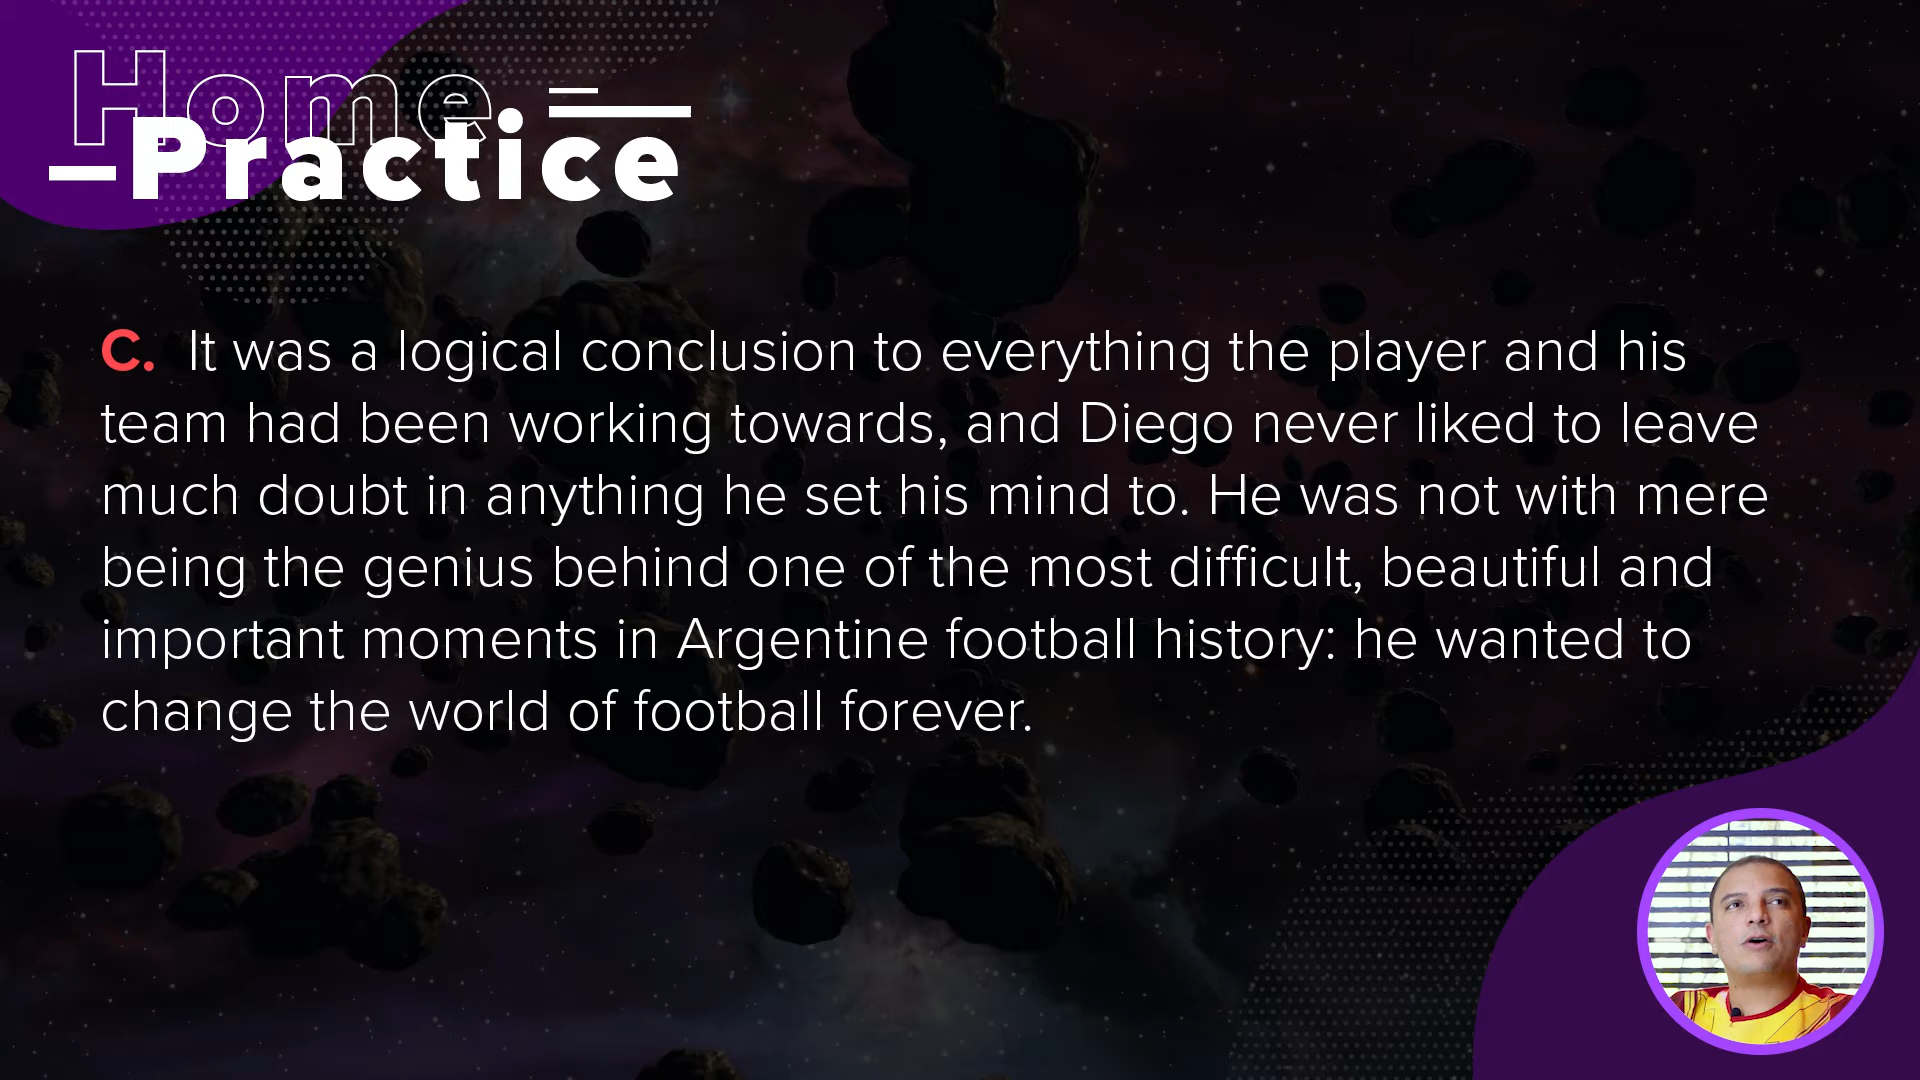 Home
Practice
C. It was a logical conclusion to everything the player and his
team had been working towards, and Diego never liked to leave
much doubt in anything he set his mind to. He was not with mere
being the genius behind one of the most difficult, beautiful and
important moments in Argentine football history: he wanted to
change the world of football forever.